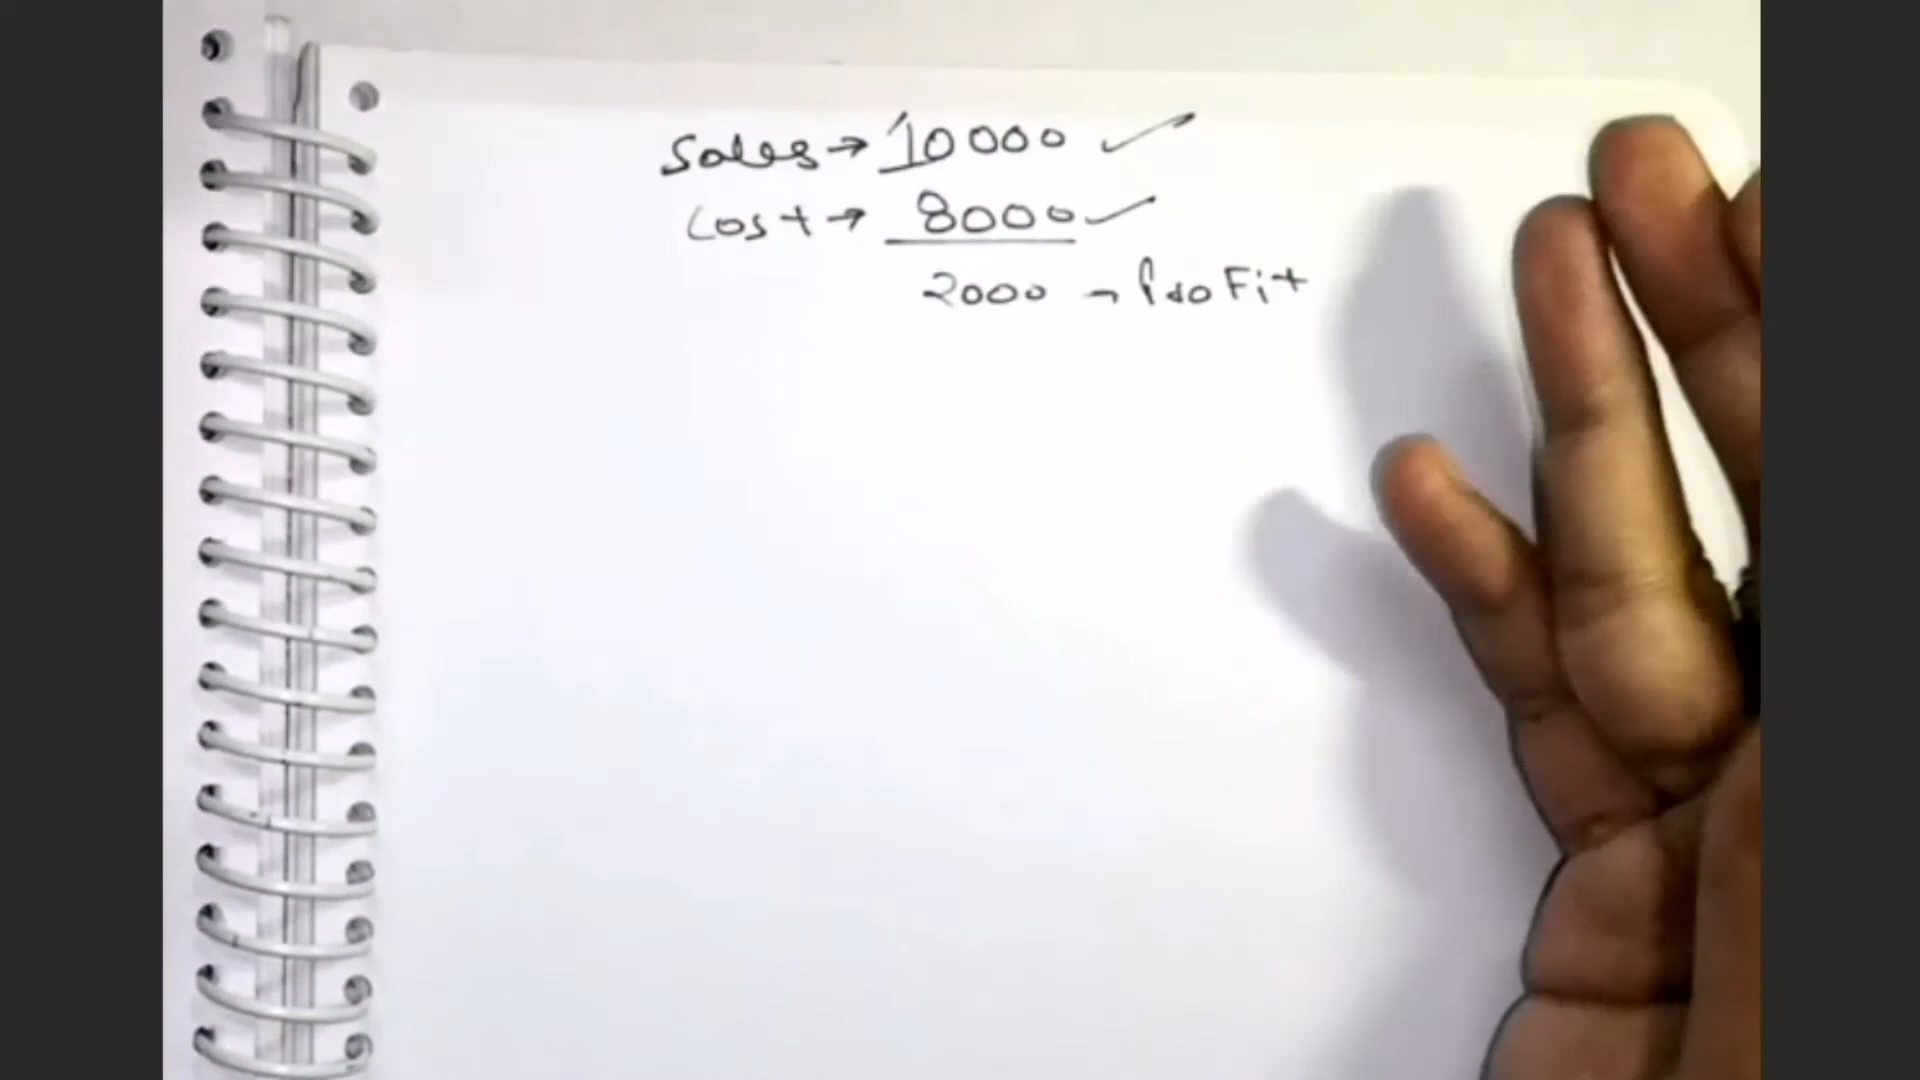 Sales → 10000 ✓
Cost → 8000 ✓
2000 → Profit